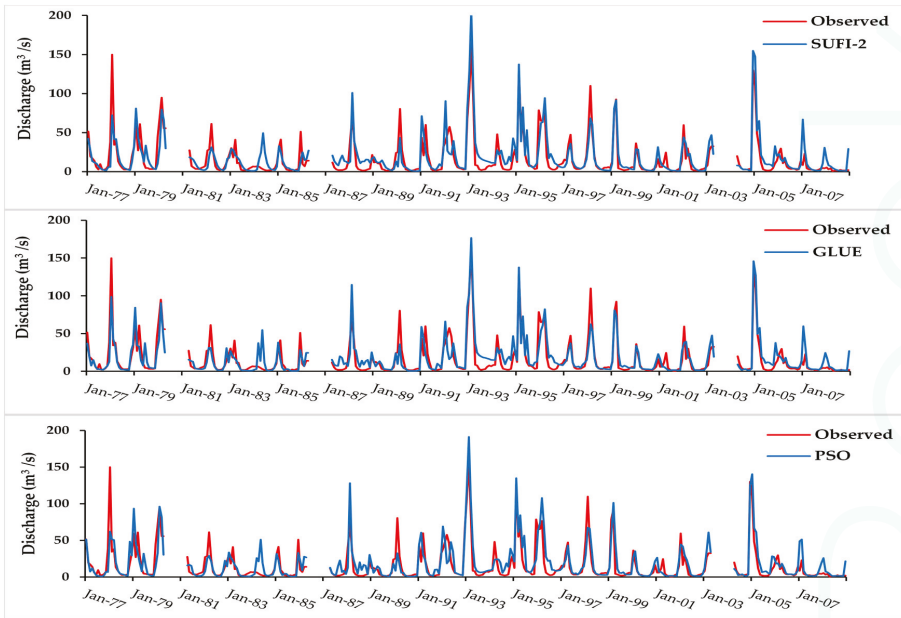 Discharge (m³/s)
200
150
100
50
0
Observed
SUFI-2
Jan-77 Jan-79 Jan-81 Jan-83 Jan-85 Jan-87 Jan-89 Jan-91 Jan-93 Jan-95 Jan-97 Jan-99 Jan-01 Jan-03 Jan-05 Jan-07
Discharge (m³/s)
200
150
100
50
0
Observed
GLUE
Jan-77 Jan-79 Jan-81 Jan-83 Jan-85 Jan-87 Jan-89 Jan-91 Jan-93 Jan-95 Jan-97 Jan-99 Jan-01 Jan-03 Jan-05 Jan-07
Discharge (m³/s)
200
150
100
50
0
Observed
PSO
Jan-77 Jan-79 Jan-81 Jan-83 Jan-85 Jan-87 Jan-89 Jan-91 Jan-93 Jan-95 Jan-97 Jan-99 Jan-01 Jan-03 Jan-05 Jan-07